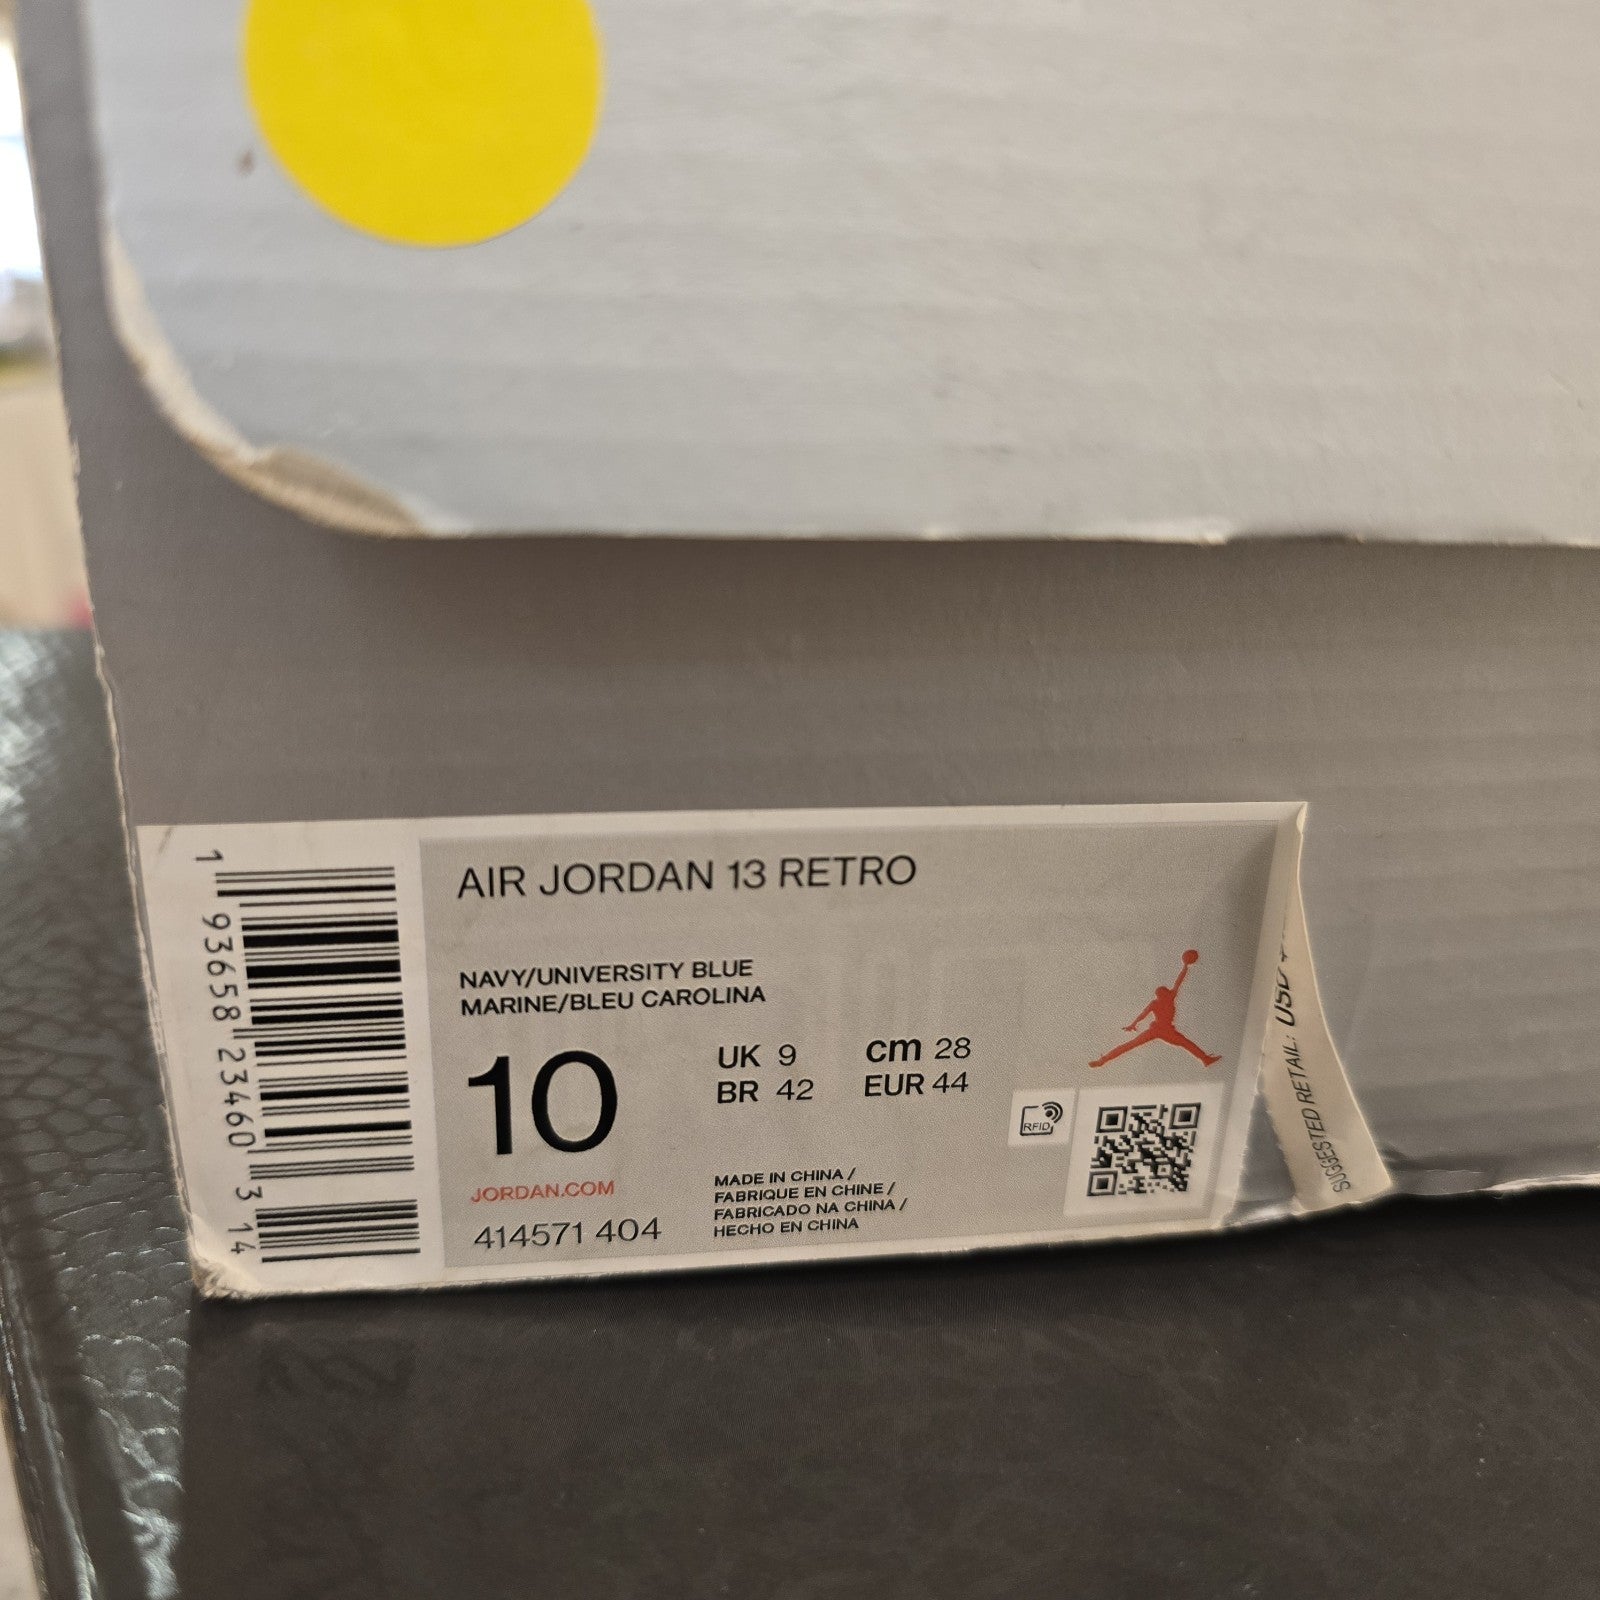 AIR JORDAN 13 RETRO
NAVY/UNIVERSITY BLUE
MARINE/BLEU CAROLINA
10
UK 9
cm 28
BR 42
EUR 44
RFID
JORDAN.COM
414571 404
MADE IN CHINA /
FABRIQUE EN CHINE /
FABRICADO NA CHINA /
HECHO EN CHINA
1 93658 23460 3 14
SUGGESTED RETAIL: USD